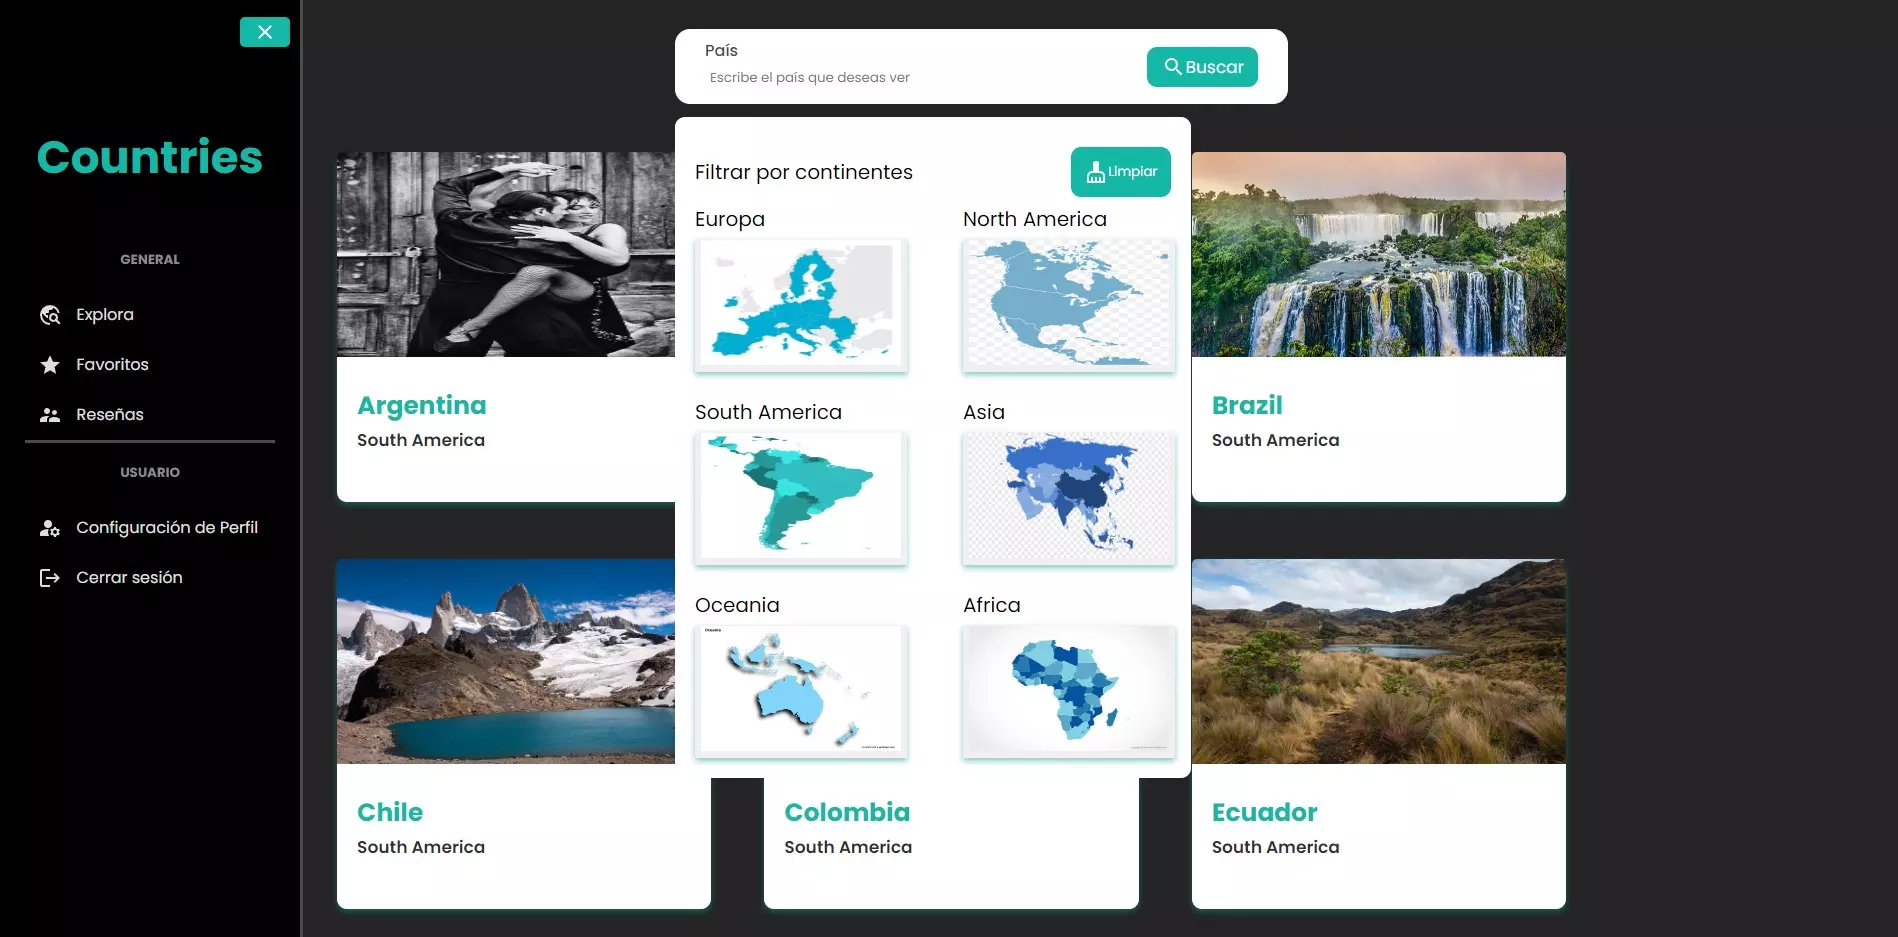 Countries
GENERAL
Explora
Favoritos
Reseñas
USUARIO
Configuración de Perfil
Cerrar sesión
País
Escribe el país que deseas ver
Buscar
Filtrar por continentes
Limpiar
Europa
North America
South America
Asia
Oceania
Africa
Oceania
Argentina
South America
Brazil
South America
Chile
South America
Colombia
South America
Ecuador
South America